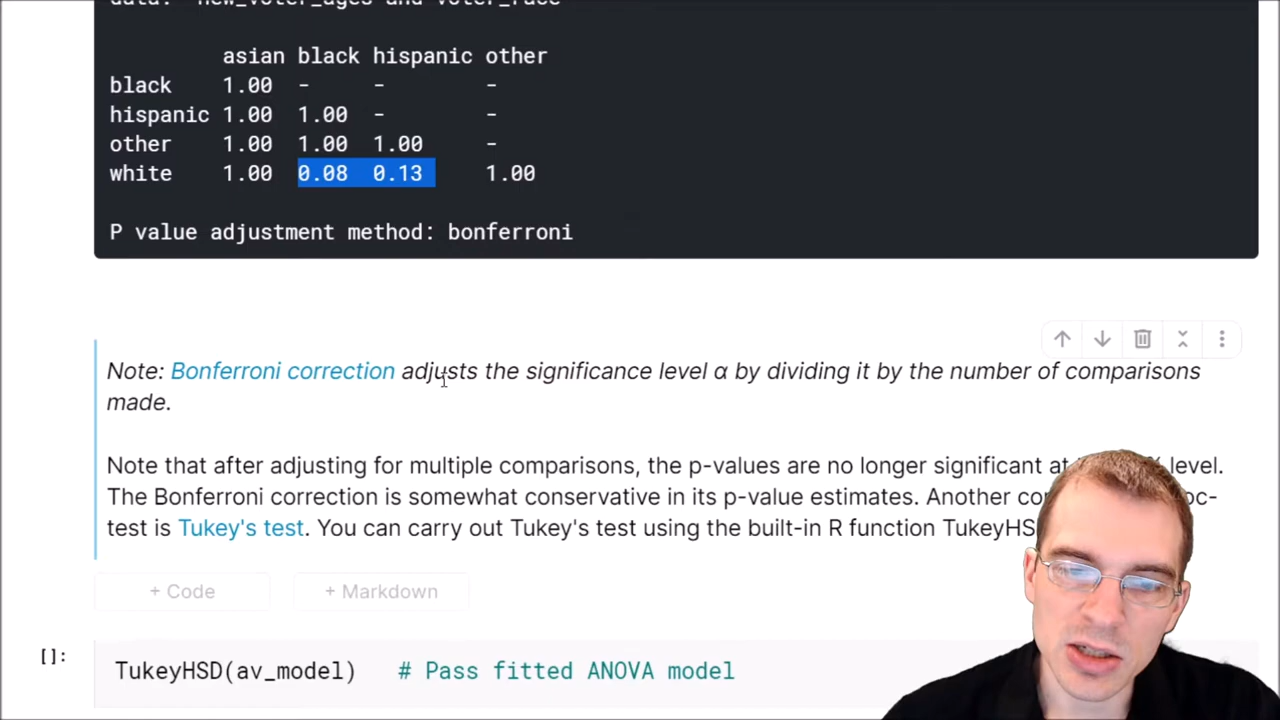 data: new_voter_ages and voter_race
asian black hispanic other
black 1.00 - - -
hispanic 1.00 1.00 - -
other 1.00 1.00 1.00 -
white 1.00 0.08 0.13 1.00
P value adjustment method: bonferroni
Note: Bonferroni correction adjusts the significance level α by dividing it by the number of comparisons
made.
Note that after adjusting for multiple comparisons, the p-values are no longer significant at % level.
The Bonferroni correction is somewhat conservative in its p-value estimates. Another
test is Tukey's test. You can carry out Tukey's test using the built-in R function
+ Code
+ Markdown
[]:
TukeyHSD(av_model) # Pass fitted ANOVA model